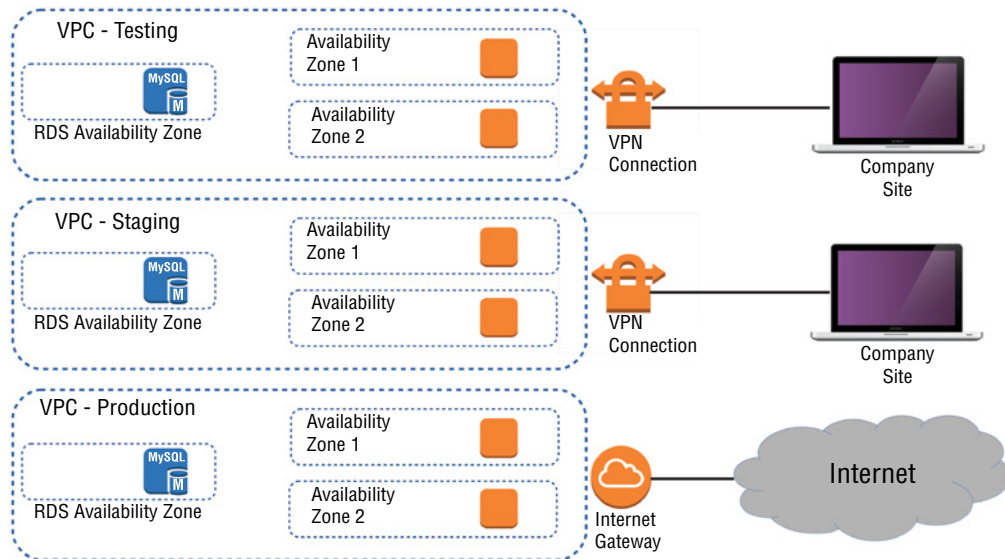 VPC - Testing
MySQL
M
RDS Availability Zone
Availability
Zone 1
Availability
Zone 2
VPN
Connection
Company
Site
VPC - Staging
MySQL
M
RDS Availability Zone
Availability
Zone 1
Availability
Zone 2
VPN
Connection
Company
Site
VPC - Production
MySQL
M
RDS Availability Zone
Availability
Zone 1
Availability
Zone 2
Internet
Gateway
Internet